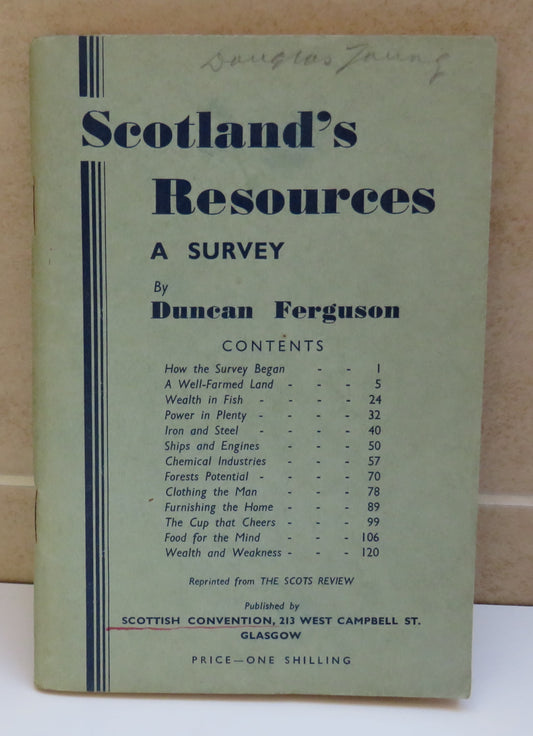 Douglas Young
Scotland's
Resources
A SURVEY
By
Duncan Ferguson
CONTENTS
How the Survey Began - - 1
A Well-Farmed Land - - - 5
Wealth in Fish - - - - 24
Power in Plenty - - - - 32
Iron and Steel - - - - 40
Ships and Engines - - - 50
Chemical Industries - - - 57
Forests Potential - - - - 70
Clothing the Man - - - 78
Furnishing the Home - - - 89
The Cup that Cheers - - - 99
Food for the Mind - - - 106
Wealth and Weakness - - - 120
Reprinted from THE SCOTS REVIEW
Published by
SCOTTISH CONVENTION, 213 WEST CAMPBELL ST.
GLASGOW
PRICE—ONE SHILLING